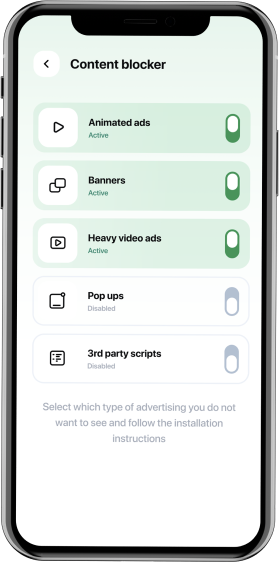 Content blocker
Animated ads
Active
Banners
Active
Heavy video ads
Active
Pop ups
Disabled
3rd party scripts
Disabled
Select which type of advertising you do not
want to see and follow the installation
instructions